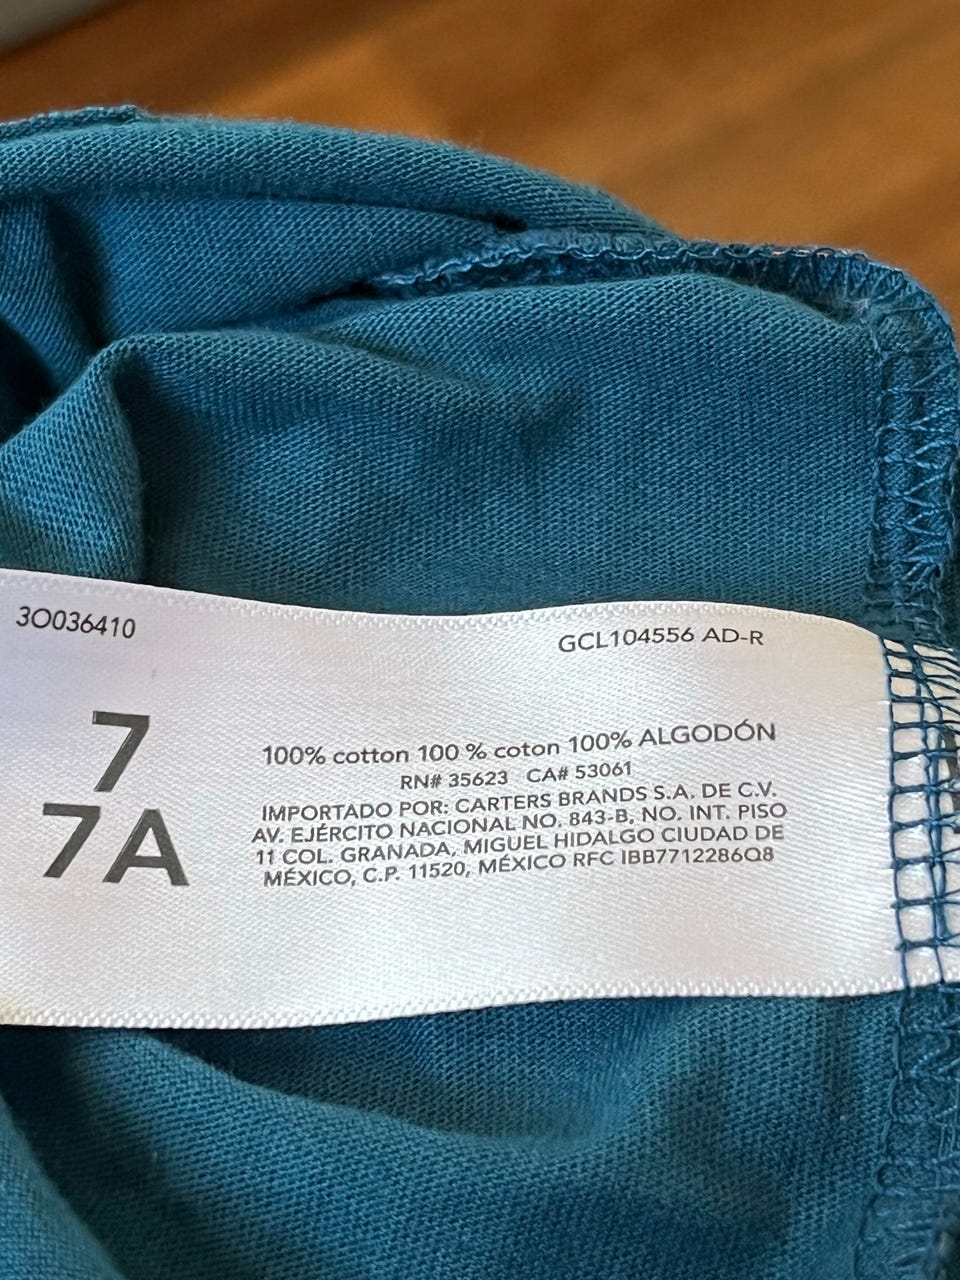 3O036410
GCL104556 AD-R
7
7A
100% cotton 100 % coton 100% ALGODÓN
RN# 35623 CA# 53061
IMPORTADO POR: CARTERS BRANDS S.A. DE C.V.
AV. EJÉRCITO NACIONAL NO. 843-B, NO. INT. PISO
11 COL. GRANADA, MIGUEL HIDALGO CIUDAD DE
MÉXICO, C.P. 11520, MÉXICO RFC IBB7712286Q8